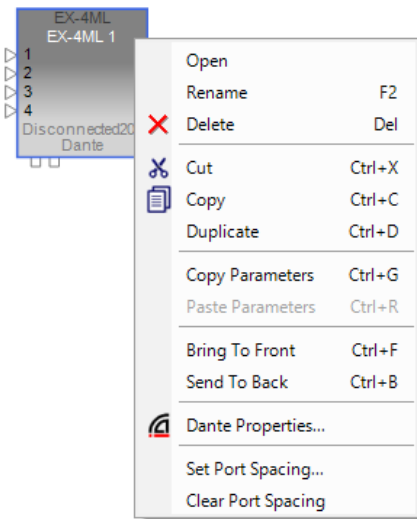 EX-4ML
EX-4ML 1
1
2
3
4
Disconnected20
Dante
Open
Rename F2
Delete Del
Cut Ctrl+X
Copy Ctrl+C
Duplicate Ctrl+D
Copy Parameters Ctrl+G
Paste Parameters Ctrl+R
Bring To Front Ctrl+F
Send To Back Ctrl+B
Dante Properties...
Set Port Spacing...
Clear Port Spacing